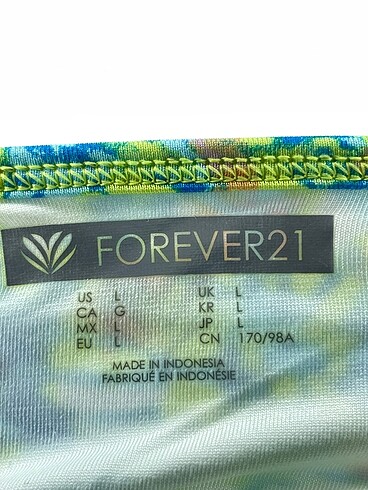 FOREVER21
US L UK L
CA G KR L
MX L JP L
EU L CN 170/98A
MADE IN INDONESIA
FABRIQUÉ EN INDONÉSIE